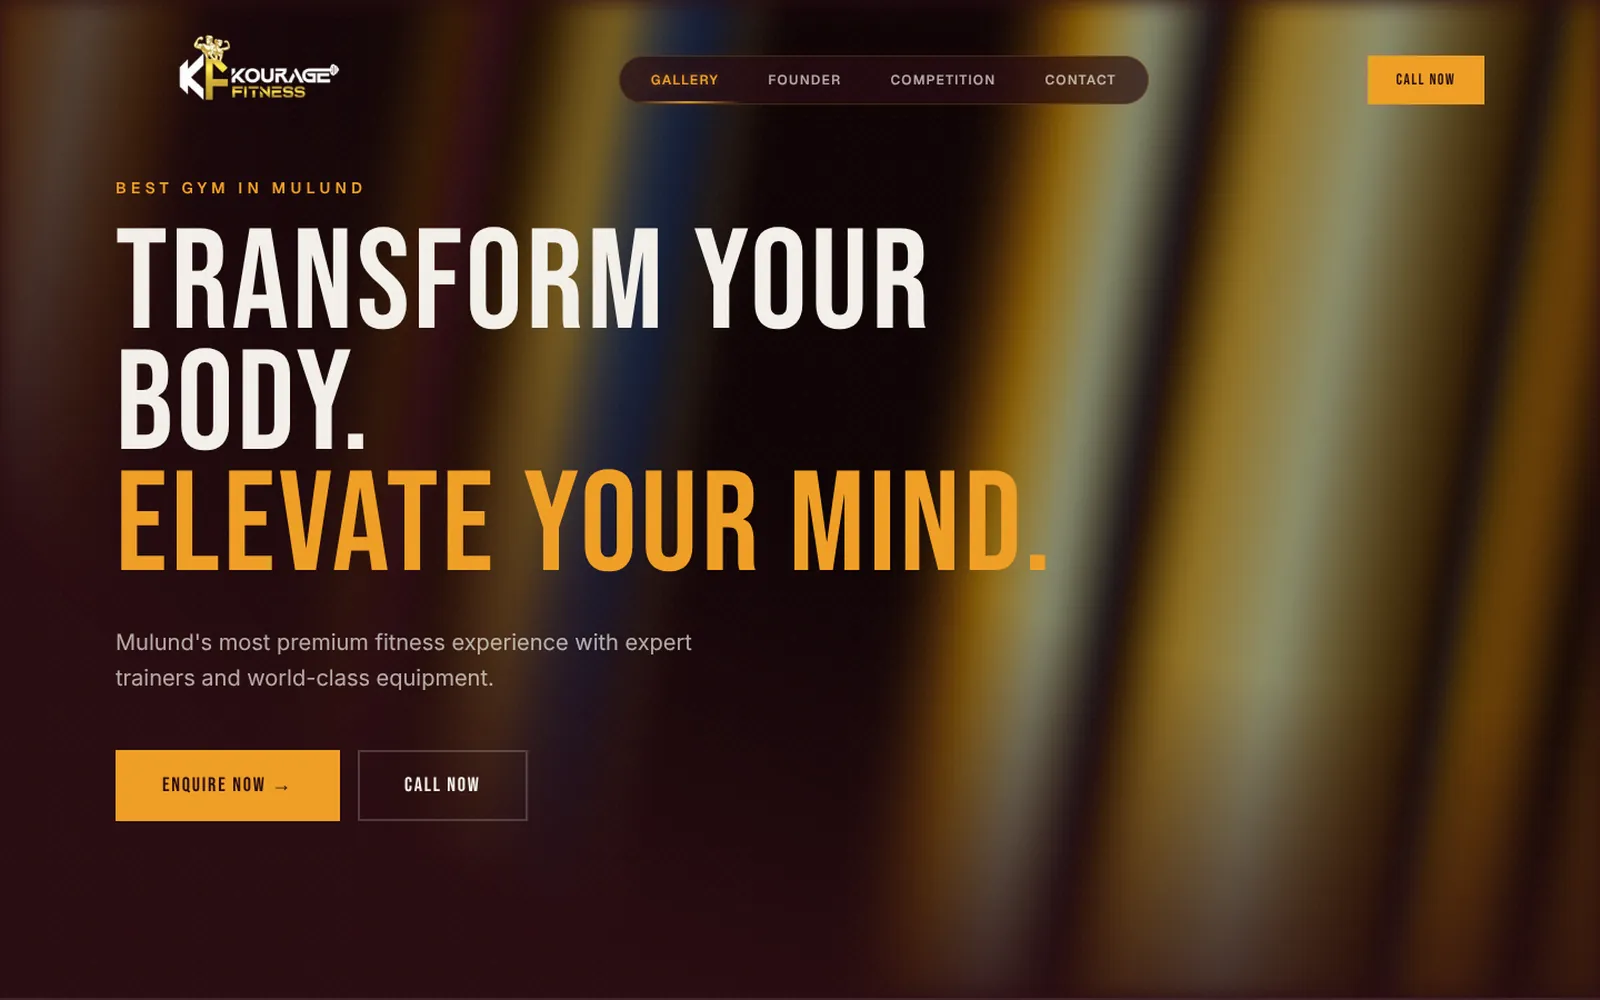 KOURAGE
FITNESS
GALLERY
FOUNDER
COMPETITION
CONTACT
CALL NOW
BEST GYM IN MULUND
TRANSFORM YOUR
BODY.
ELEVATE YOUR MIND.
Mulund's most premium fitness experience with expert
trainers and world-class equipment.
ENQUIRE NOW →
CALL NOW